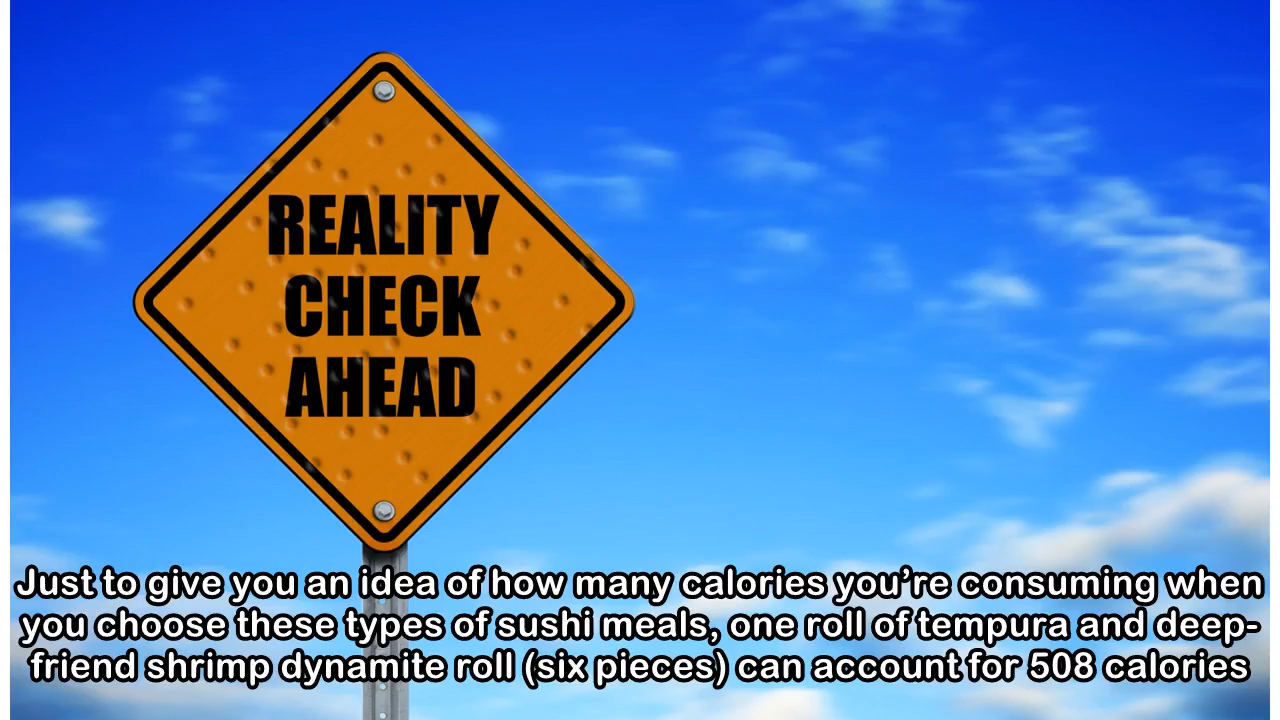 REALITY
CHECK
AHEAD
Just to give you an idea of how many calories you’re consuming when
you choose these types of sushi meals, one roll of tempura and deep-
friend shrimp dynamite roll (six pieces) can account for 508 calories